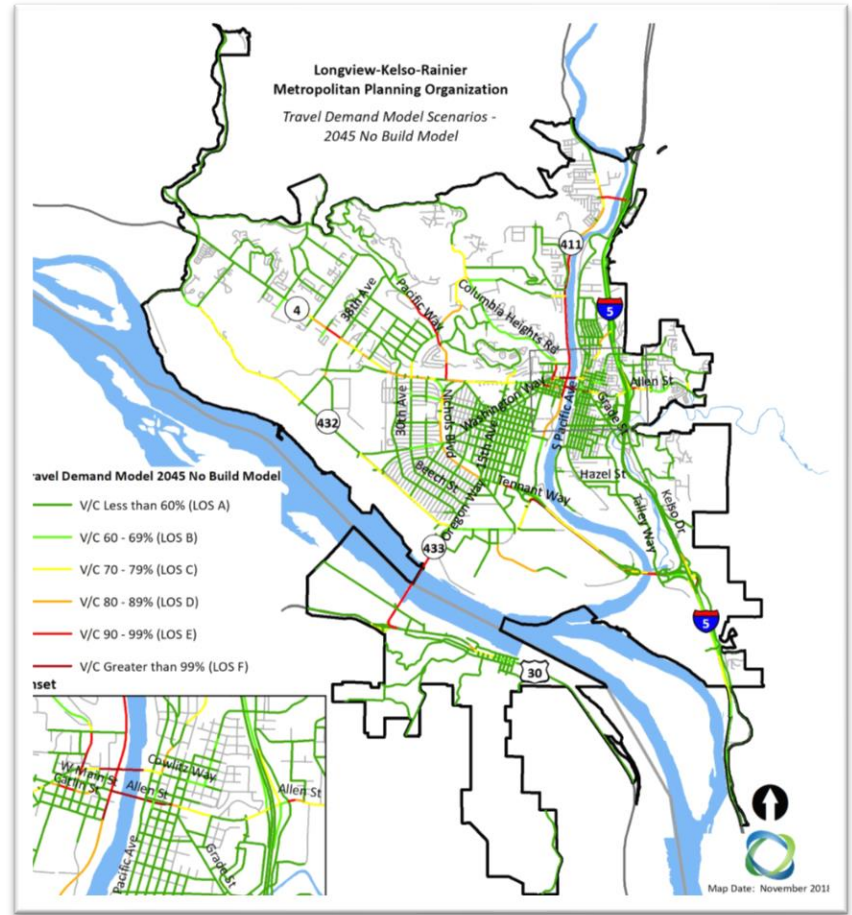 Longview-Kelso-Rainier
Metropolitan Planning Organization
Travel Demand Model Scenarios -
2045 No Build Model
411
5
4
38th Ave
Pacific Way
Columbia Heights Rd
Allen St
432
30th Ave
Nichols Blvd
Washington Way
15th Ave
S Pacific Ave
Grade St
Hazel St
Beech St
Oregon Way
Tennant Way
Talley Way
Kelso Dr
433
5
30
ravel Demand Model 2045 No Build Model
V/C Less than 60% (LOS A)
V/C 60 - 69% (LOS B)
V/C 70 - 79% (LOS C)
V/C 80 - 89% (LOS D)
V/C 90 - 99% (LOS E)
V/C Greater than 99% (LOS F)
nset
W Main St
Catlin St
Cowlitz Way
Allen St
Allen St
Pacific Ave
Grade St
Map Date: November 201